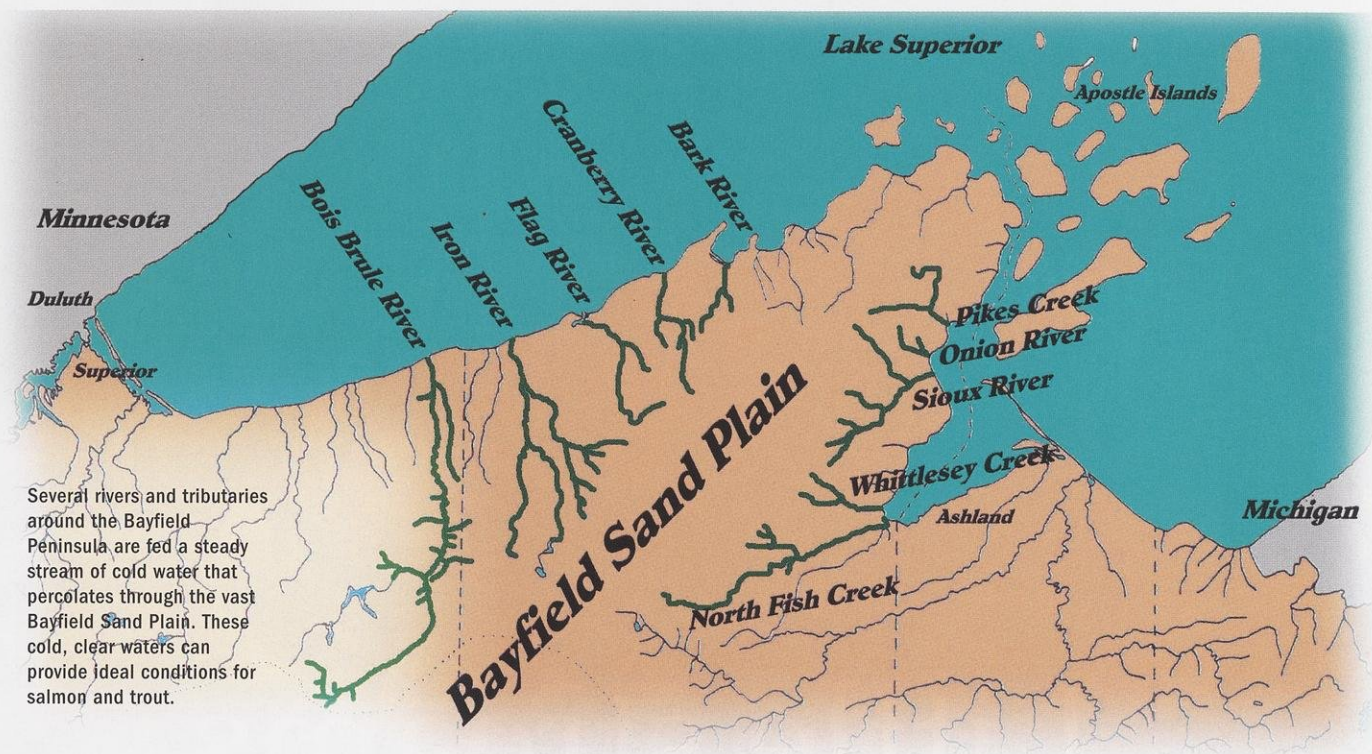 Lake Superior
Apostle Islands
Bark River
Cranberry River
Flag River
Iron River
Bois Brule River
Minnesota
Duluth
Superior
Pikes Creek
Onion River
Sioux River
Whittlesey Creek
Ashland
Michigan
North Fish Creek
Bayfield Sand Plain
Several rivers and tributaries
around the Bayfield
Peninsula are fed a steady
stream of cold water that
percolates through the vast
Bayfield Sand Plain. These
cold, clear waters can
provide ideal conditions for
salmon and trout.